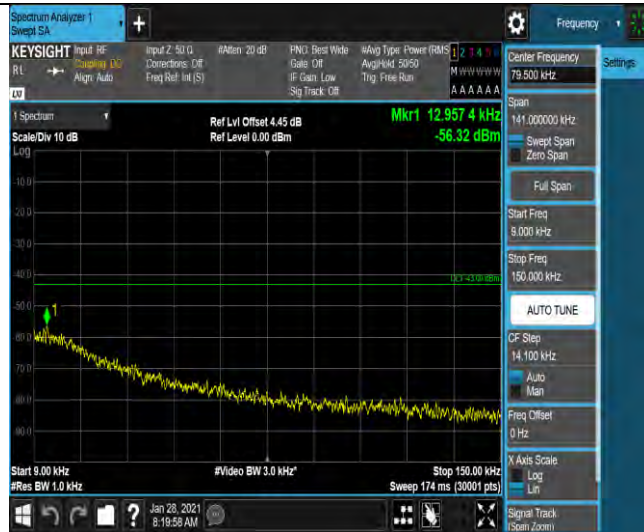 Spectrum Analyzer 1
Swept SA
Frequency
KEYSIGHT
Input: RF
Coupling: DC
Align: Auto
Input Z: 50 Ω
Corrections: Off
Freq Ref: Int (S)
#Atten: 20 dB
PNO: Best Wide
Gate: Off
IF Gain: Low
Sig Track: Off
#Avg Type: Power (RMS
Avg|Hold: 50/50
Trig: Free Run
1 2 3 4 5 6
M W W W W W
A A A A A A
RL
LXI
1 Spectrum
Scale/Div 10 dB
Ref Lvl Offset 4.45 dB
Ref Level 0.00 dBm
Mkr1 12.957 4 kHz
-56.32 dBm
Log
-10.0
-20.0
-30.0
-40.0
-50.0
-60.0
-70.0
-80.0
-90.0
DL1 -43.00 dBm
1
Start 9.00 kHz
#Res BW 1.0 kHz
#Video BW 3.0 kHz*
Stop 150.00 kHz
Sweep 174 ms (30001 pts)
Jan 28, 2021
8:19:58 AM
Center Frequency
79.500 kHz
Settings
Span
141.000000 kHz
Swept Span
Zero Span
Full Span
Start Freq
9.000 kHz
Stop Freq
150.000 kHz
AUTO TUNE
CF Step
14.100 kHz
Auto
Man
Freq Offset
0 Hz
X Axis Scale
Log
Lin
Signal Track
(Span Zoom)